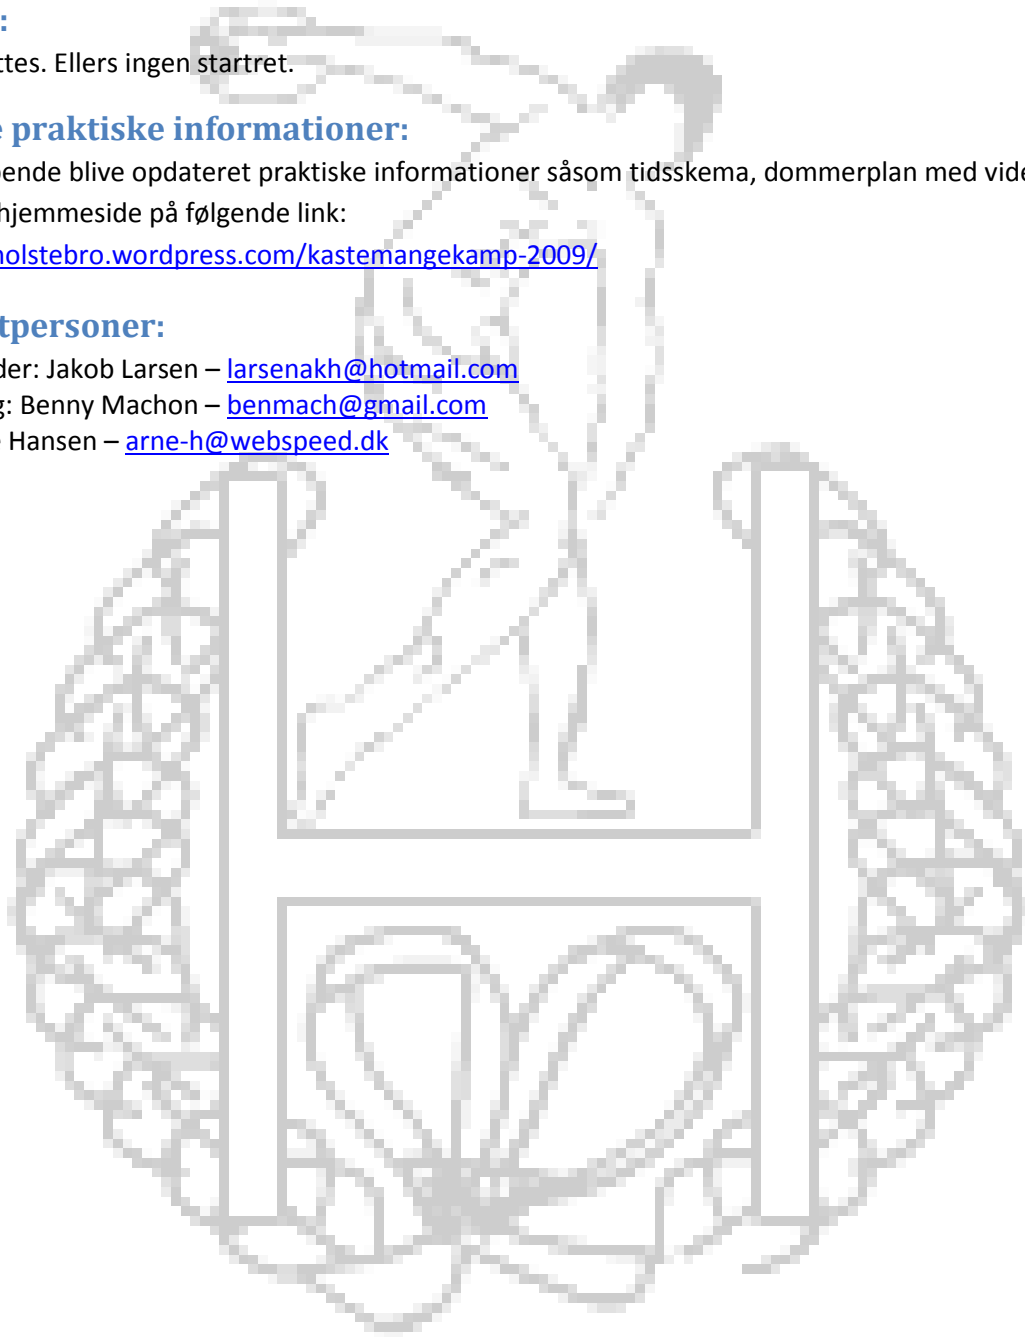 :
ttes. Ellers ingen startret.
e praktiske informationer:
ende blive opdateret praktiske informationer såsom tidsskema, dommerplan med vide
hjemmeside på følgende link:
holstebro.wordpress.com/kastemangekamp-2009/
tpersoner:
der: Jakob Larsen – larsenakh@hotmail.com
g: Benny Machon – benmach@gmail.com
e Hansen – arne-h@webspeed.dk